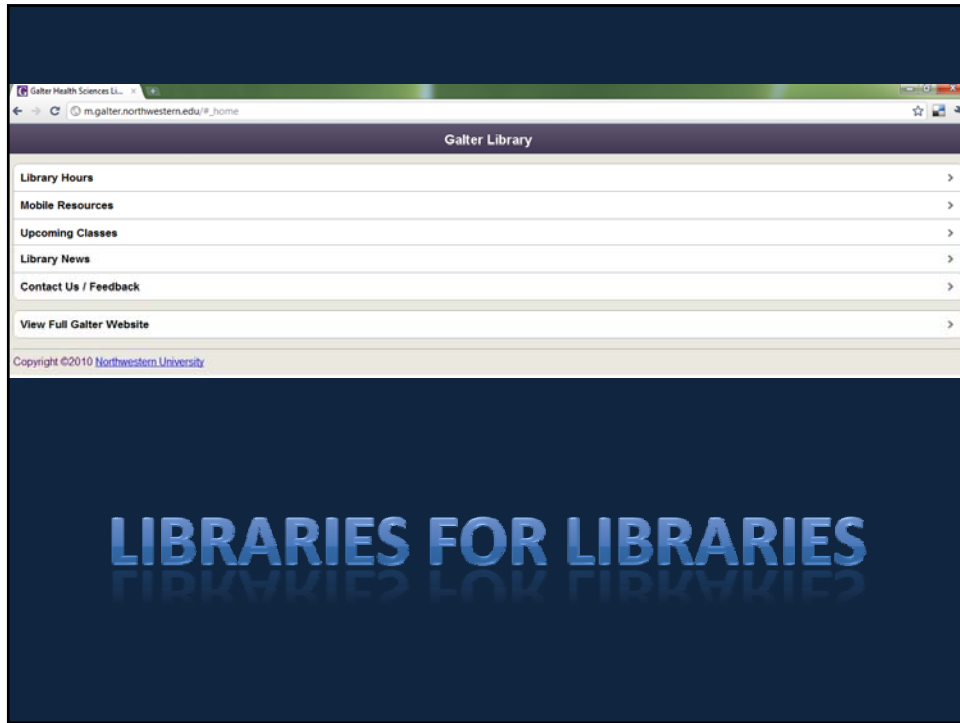 Galter Health Sciences Li...
m.galter.northwestern.edu/#_home
Galter Library
Library Hours
Mobile Resources
Upcoming Classes
Library News
Contact Us / Feedback
View Full Galter Website
Copyright ©2010 Northwestern University
LIBRARIES FOR LIBRARIES